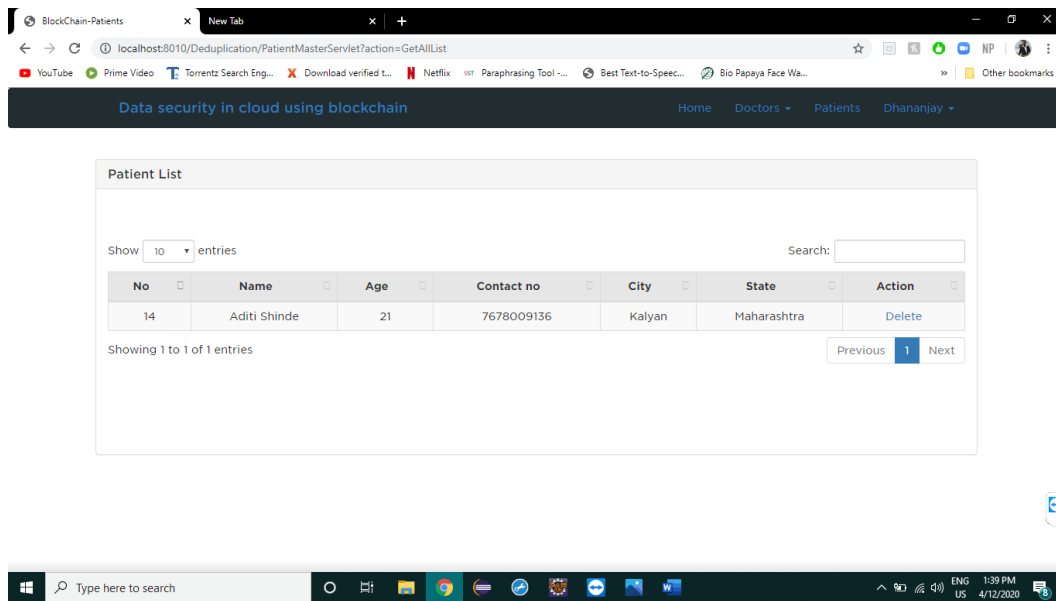 BlockChain-Patients New Tab
localhost:8010/Deduplication/PatientMasterServlet?action=GetAllList NP
YouTube Prime Video Torrentz Search Eng... Download verified t... Netflix SST Paraphrasing Tool -... Best Text-to-Speec... Bio Papaya Face Wa... » Other bookmarks
Data security in cloud using blockchain Home Doctors Patients Dhananjay
Patient List
Show 10 entries Search:
No Name Age Contact no City State Action
14 Aditi Shinde 21 7678009136 Kalyan Maharashtra Delete
Showing 1 to 1 of 1 entries Previous 1 Next
Type here to search ENG 1:39 PM
US 4/12/2020 8